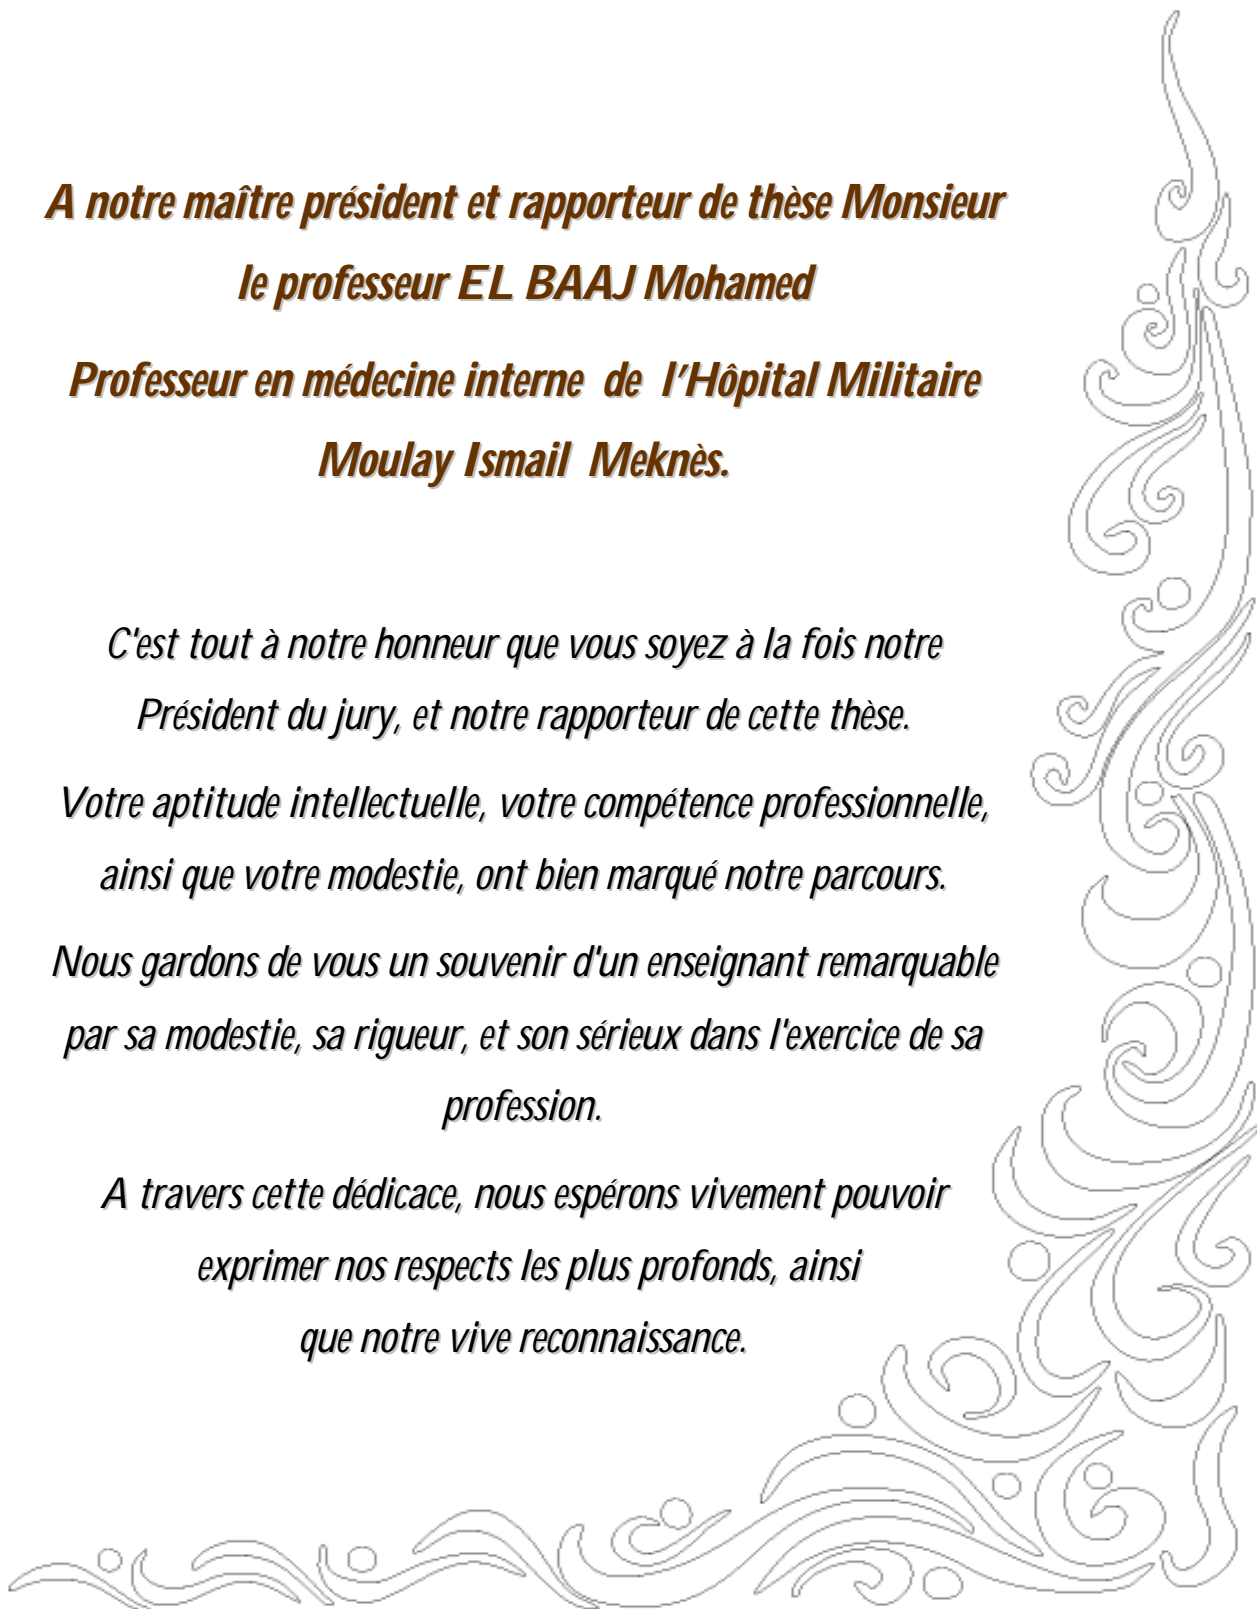 A notre maître président et rapporteur de thèse Monsieur
le professeur EL BAAJ Mohamed
Professeur en médecine interne de l'Hôpital Militaire
Moulay Ismail Meknès.
C'est tout à notre honneur que vous soyez à la fois notre
Président du jury, et notre rapporteur de cette thèse.
Votre aptitude intellectuelle, votre compétence professionnelle,
ainsi que votre modestie, ont bien marqué notre parcours.
Nous gardons de vous un souvenir d'un enseignant remarquable
par sa modestie, sa rigueur, et son sérieux dans l'exercice de sa
profession.
A travers cette dédicace, nous espérons vivement pouvoir
exprimer nos respects les plus profonds, ainsi
que notre vive reconnaissance.